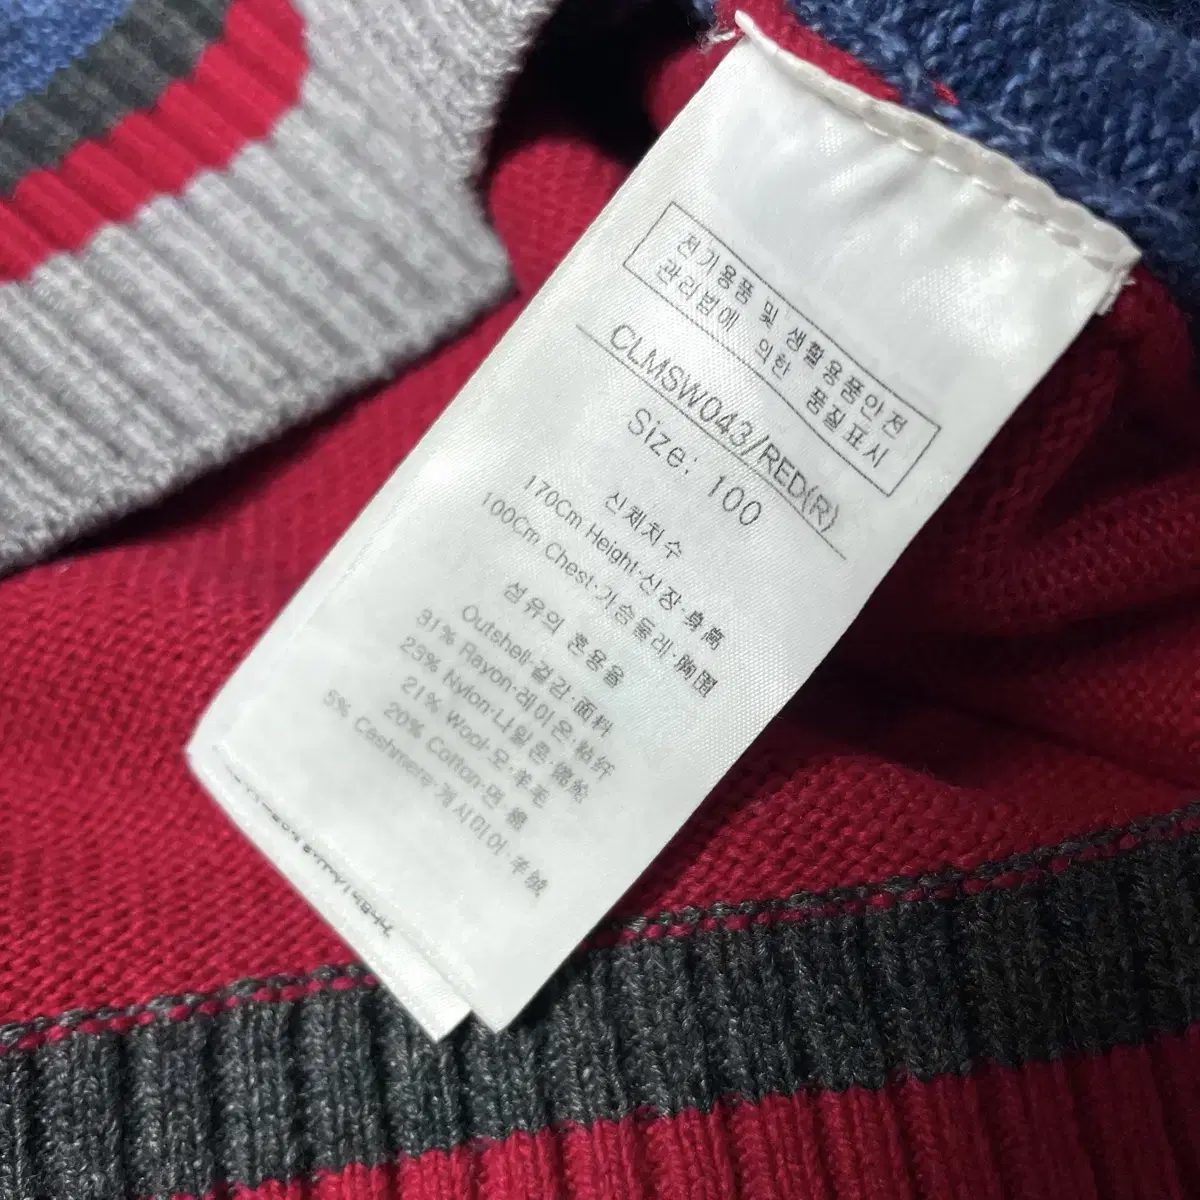 전기용품 및 생활용품안전
관리법에 의한 품질표시
CLMSW043/RED(R)
Size: 100
신체치수
170Cm Height·신장·身高
100Cm Chest·가슴둘레·胸围
섬유의 혼용율
Outshell·겉감·面料
31% Rayon·레이온·粘纤
23% Nylon·나일론·锦纶
21% Wool·모·羊毛
20% Cotton·면·棉
5% Cashmere·캐시미어·羊绒